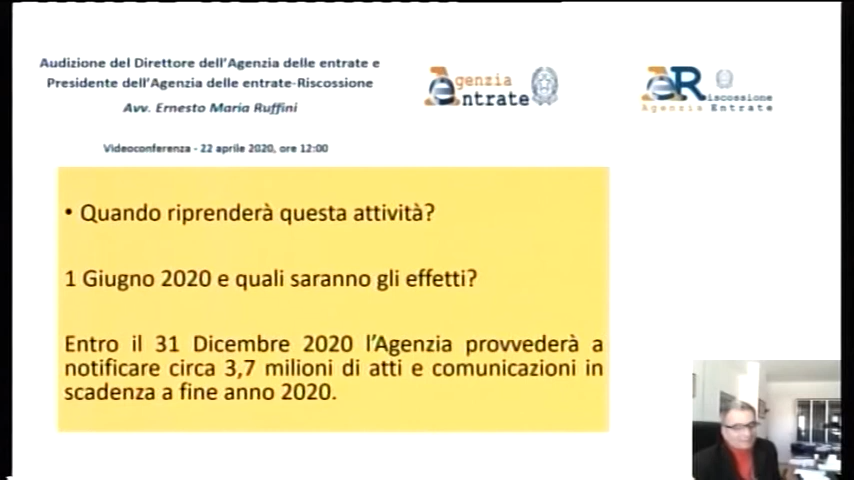 Audizione del Direttore dell'Agenzia delle entrate e
Presidente dell'Agenzia delle entrate-Riscossione
Avv. Ernesto Maria Ruffini
Videoconferenza - 22 aprile 2020, ore 12:00
agenzia
entrate
eRiscossione
Agenzia Entrate
• Quando riprenderà questa attività?
1 Giugno 2020 e quali saranno gli effetti?
Entro il 31 Dicembre 2020 l'Agenzia provvederà a
notificare circa 3,7 milioni di atti e comunicazioni in
scadenza a fine anno 2020.